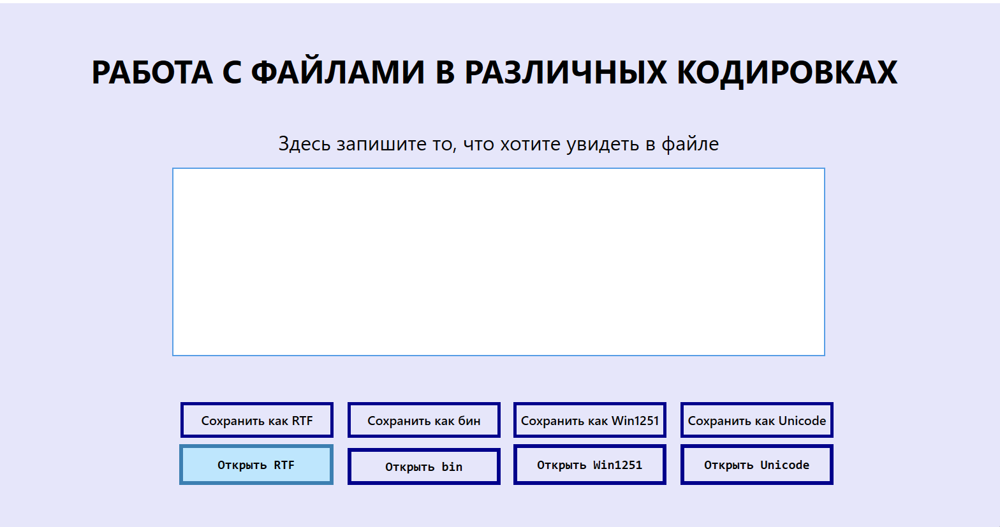 РАБОТА С ФАЙЛАМИ В РАЗЛИЧНЫХ КОДИРОВКАХ
Здесь запишите то, что хотите увидеть в файле
Сохранить как RTF
Сохранить как бин
Сохранить как Win1251
Сохранить как Unicode
Открыть RTF
Открыть bin
Открыть Win1251
Открыть Unicode